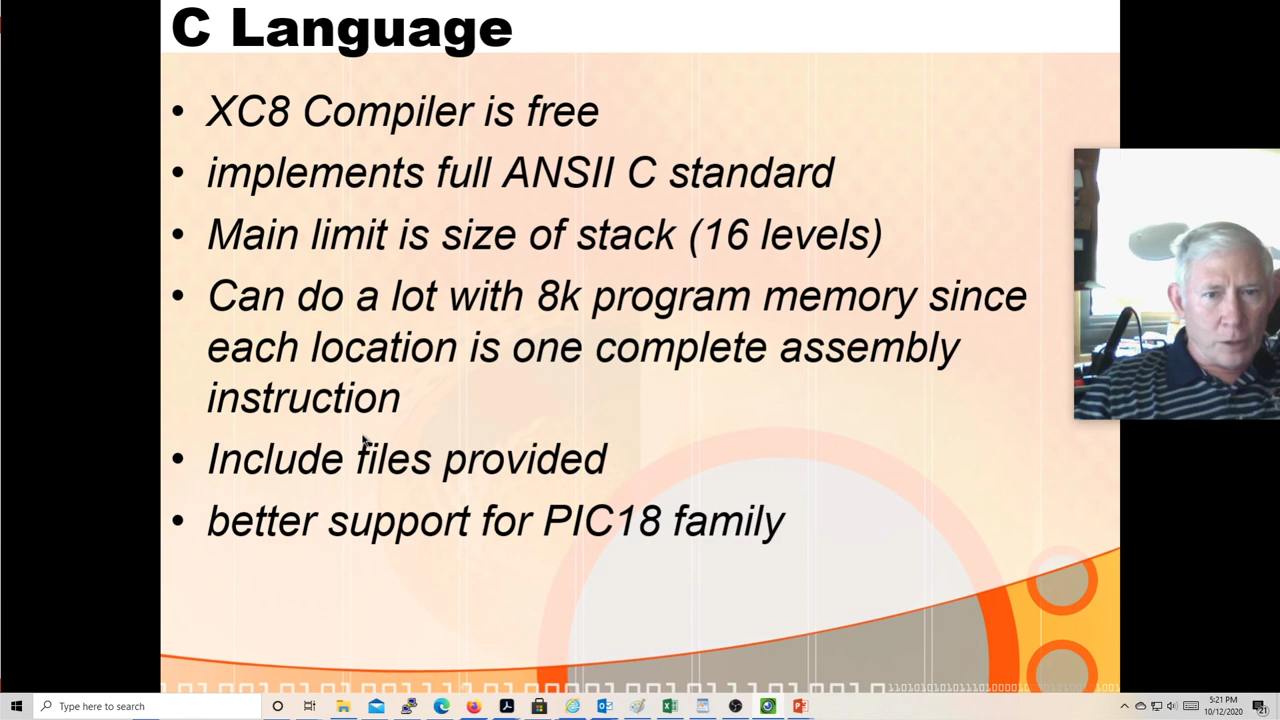 C Language
• XC8 Compiler is free
• implements full ANSII C standard
• Main limit is size of stack (16 levels)
• Can do a lot with 8k program memory since
each location is one complete assembly
instruction
• Include files provided
• better support for PIC18 family
Type here to search
5:21 PM
10/12/2020